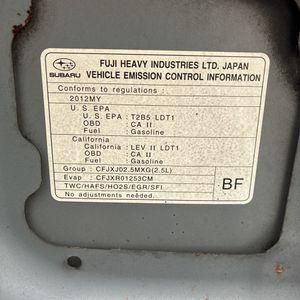 FUJI HEAVY INDUSTRIES LTD. JAPAN
SUBARU VEHICLE EMISSION CONTROL INFORMATION
Conforms to regulations :
2012MY
U. S. EPA
U. S. EPA : T2B5 LDT1
OBD : CA II
Fuel : Gasoline
California
California : LEV II LDT1
OBD : CA II
Fuel : Gasoline
Group : CFJXJ02.5MXG(2.5L)
Evap : CFJXR01253CM
TWC/HAFS/HO2S/EGR/SFI
No adjustments needed.
BF